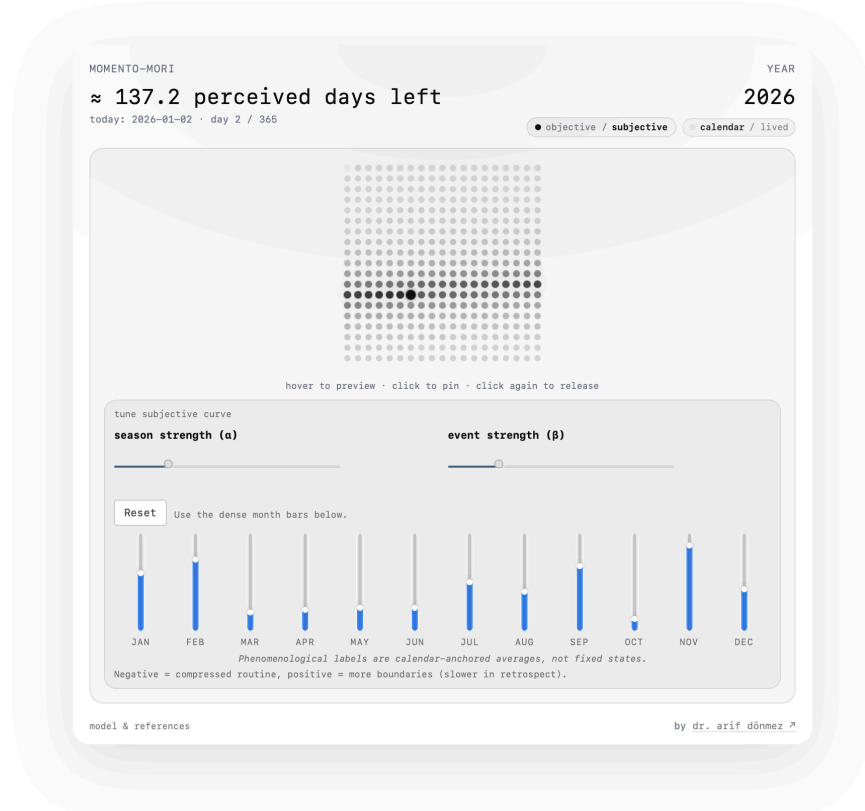 MOMENTO–MORI
YEAR
≈ 137.2 perceived days left
2026
today: 2026–01–02 · day 2 / 365
objective / subjective
calendar / lived
hover to preview · click to pin · click again to release
tune subjective curve
season strength (α)
event strength (β)
Reset
Use the dense month bars below.
JAN FEB MAR APR MAY JUN JUL AUG SEP OCT NOV DEC
Phenomenological labels are calendar–anchored averages, not fixed states.
Negative = compressed routine, positive = more boundaries (slower in retrospect).
model & references
by dr. arif dönmez ↗